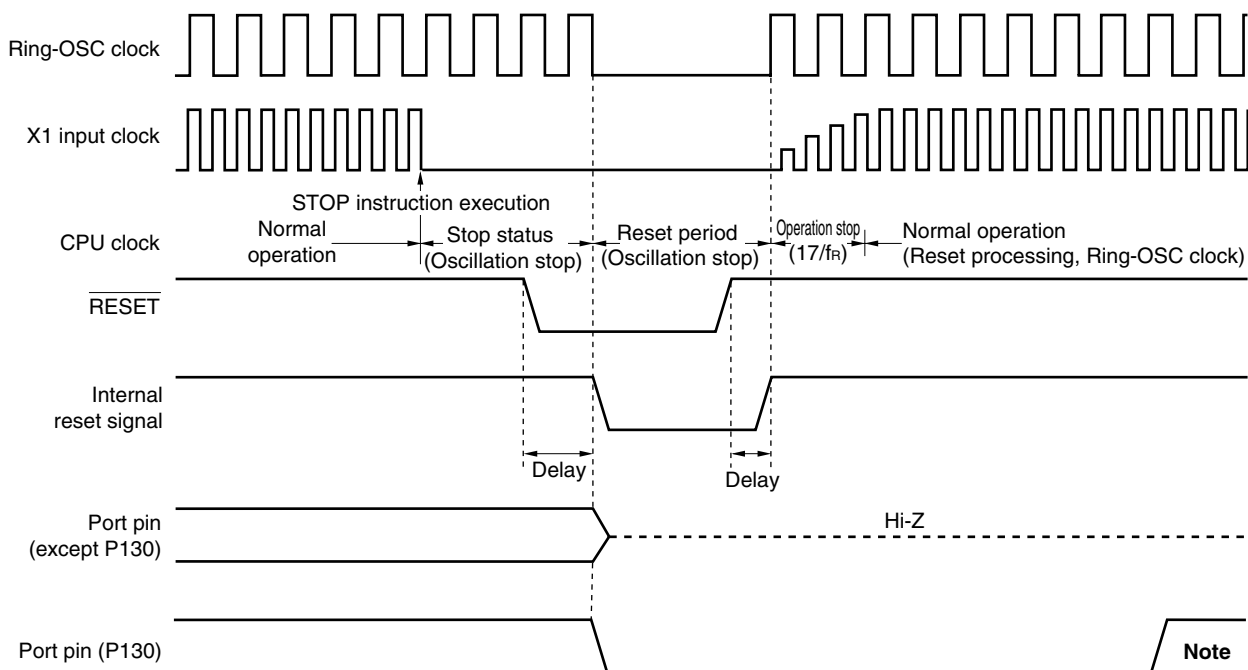 Ring-OSC clock
X1 input clock
STOP instruction execution
CPU clock
Normal
operation
Stop status
(Oscillation stop)
Reset period
(Oscillation stop)
Operation stop
(17/fR)
Normal operation
(Reset processing, Ring-OSC clock)
RESET
Internal
reset signal
Delay
Delay
Port pin
(except P130)
Hi-Z
Port pin (P130)
Note